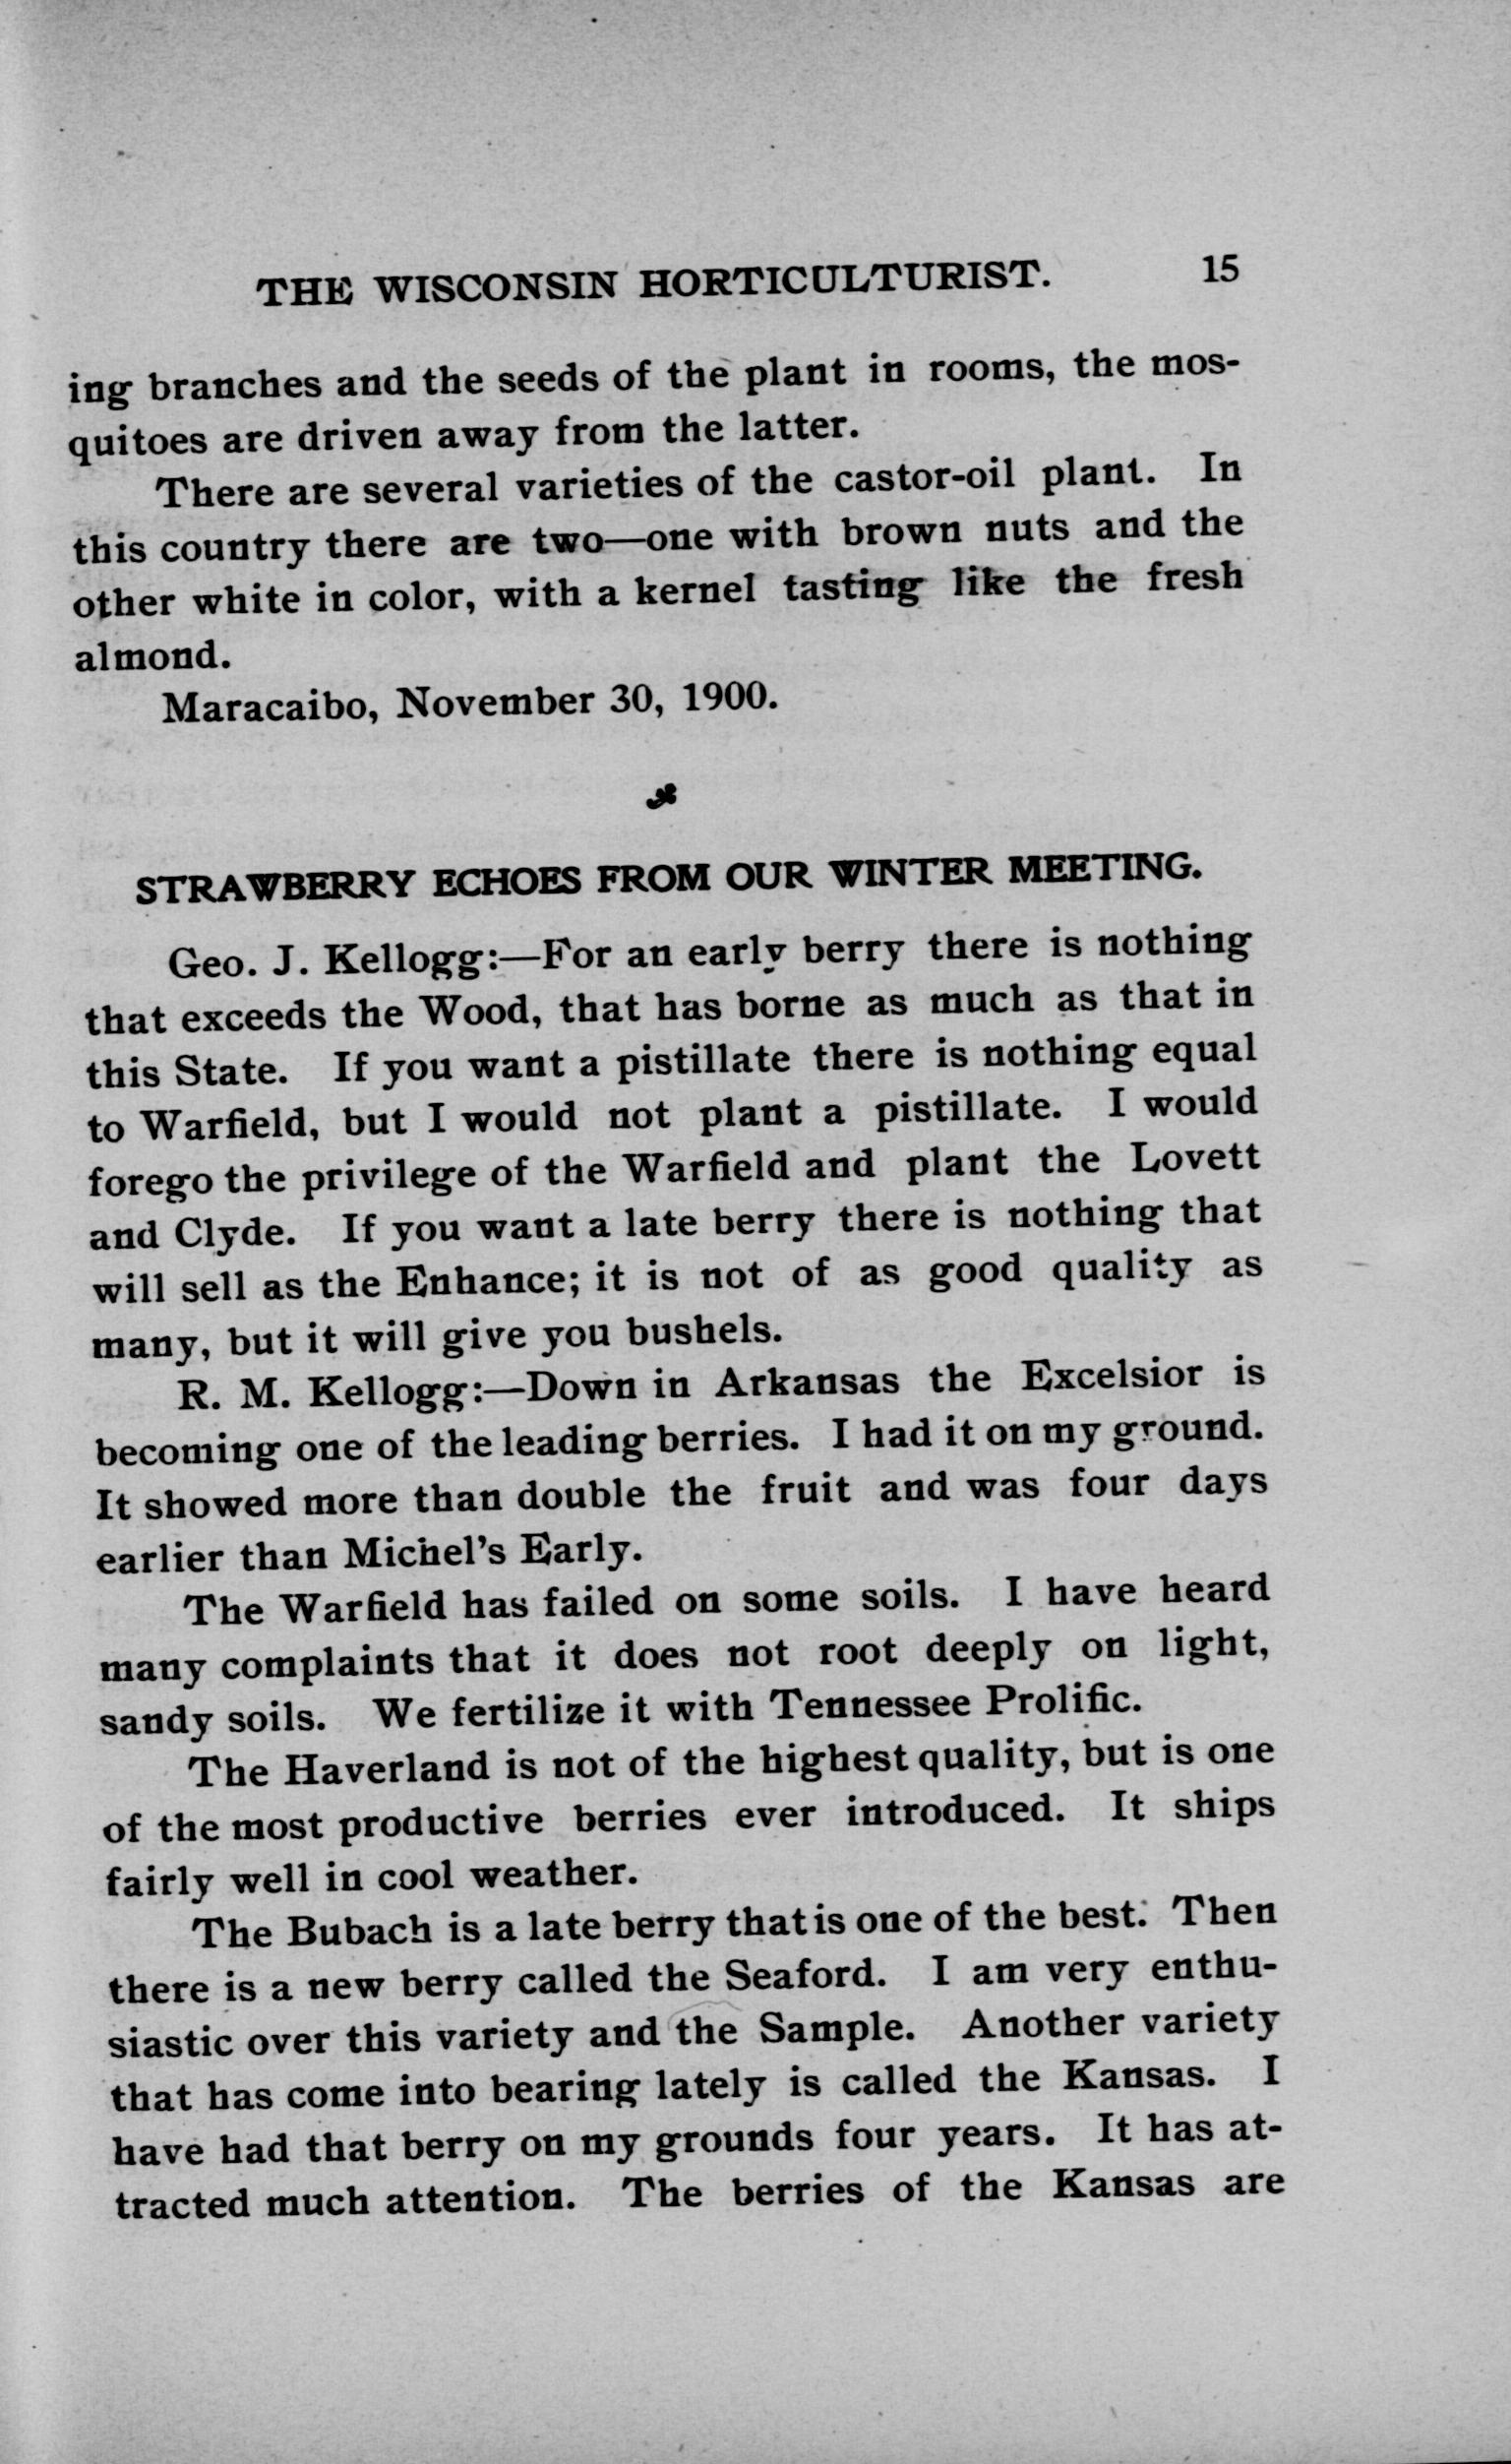 THE WISCONSIN HORTICULTURIST. 15
ing branches and the seeds of the plant in rooms, the mos-
quitoes are driven away from the latter.
There are several varieties of the castor-oil plant. In
this country there are two—one with brown nuts and the
other white in color, with a kernel tasting like the fresh
almond.
Maracaibo, November 30, 1900.
STRAWBERRY ECHOES FROM OUR WINTER MEETING.
Geo. J. Kellogg:—For an early berry there is nothing
that exceeds the Wood, that has borne as much as that in
this State. If you want a pistillate there is nothing equal
to Warfield, but I would not plant a pistillate. I would
forego the privilege of the Warfield and plant the Lovett
and Clyde. If you want a late berry there is nothing that
will sell as the Enhance; it is not of as good quality as
many, but it will give you bushels.
R. M. Kellogg:—Down in Arkansas the Excelsior is
becoming one of the leading berries. I had it on my ground.
It showed more than double the fruit and was four days
earlier than Michel's Early.
The Warfield has failed on some soils. I have heard
many complaints that it does not root deeply on light,
sandy soils. We fertilize it with Tennessee Prolific.
The Haverland is not of the highest quality, but is one
of the most productive berries ever introduced. It ships
fairly well in cool weather.
The Bubach is a late berry that is one of the best. Then
there is a new berry called the Seaford. I am very enthu-
siastic over this variety and the Sample. Another variety
that has come into bearing lately is called the Kansas. I
have had that berry on my grounds four years. It has at-
tracted much attention. The berries of the Kansas are